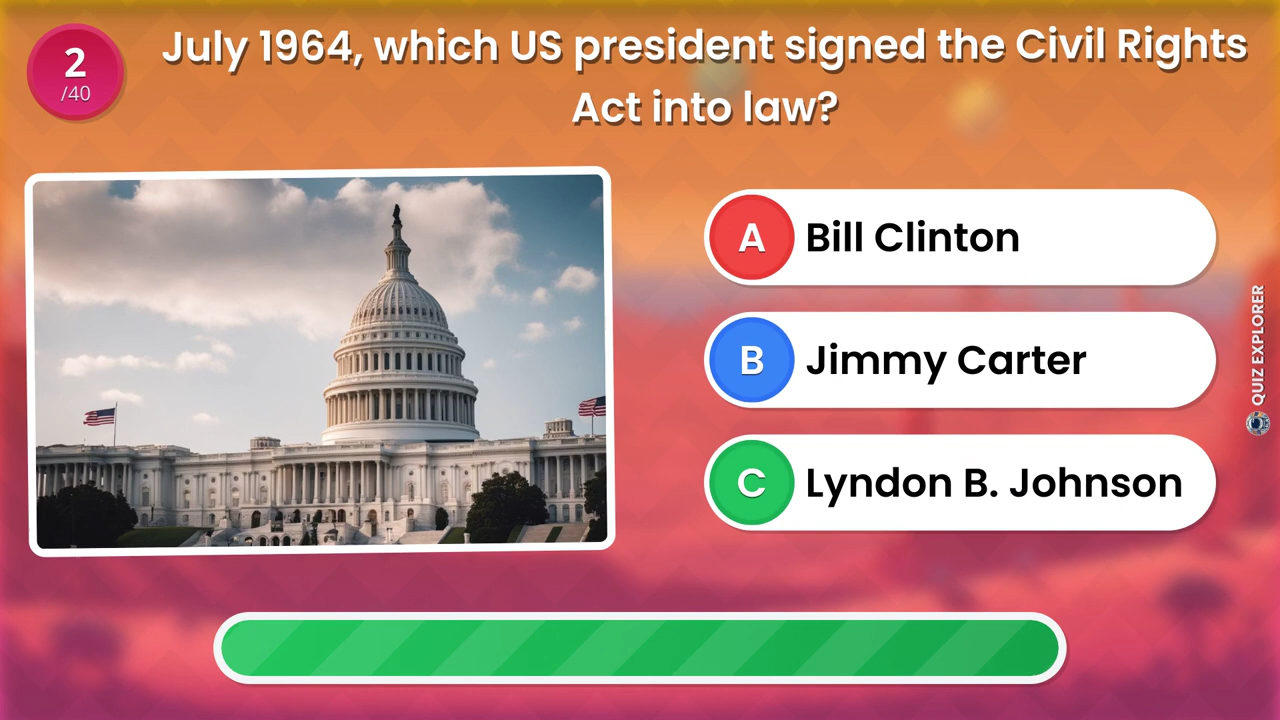 2
/40
July 1964, which US president signed the Civil Rights
Act into law?
A Bill Clinton
B Jimmy Carter
C Lyndon B. Johnson
QUIZ EXPLORER